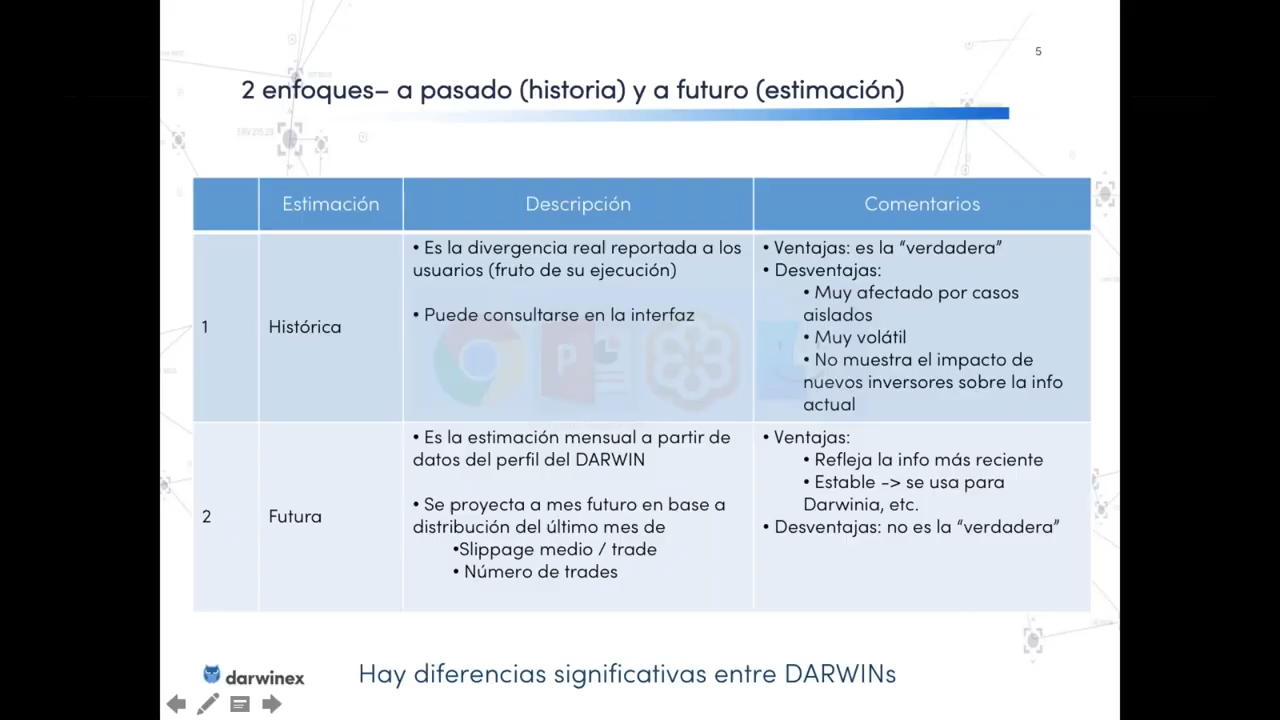 5
2 enfoques– a pasado (historia) y a futuro (estimación)
Estimación
Descripción
Comentarios
1
Histórica
• Es la divergencia real reportada a los
usuarios (fruto de su ejecución)
• Puede consultarse en la interfaz
• Ventajas: es la “verdadera”
• Desventajas:
• Muy afectado por casos
aislados
• Muy volátil
• No muestra el impacto de
nuevos inversores sobre la info
actual
2
Futura
• Es la estimación mensual a partir de
datos del perfil del DARWIN
• Se proyecta a mes futuro en base a
distribución del último mes de
•Slippage medio / trade
• Número de trades
• Ventajas:
• Refleja la info más reciente
• Estable -> se usa para
Darwinia, etc.
• Desventajas: no es la “verdadera”
darwinex
Hay diferencias significativas entre DARWINs